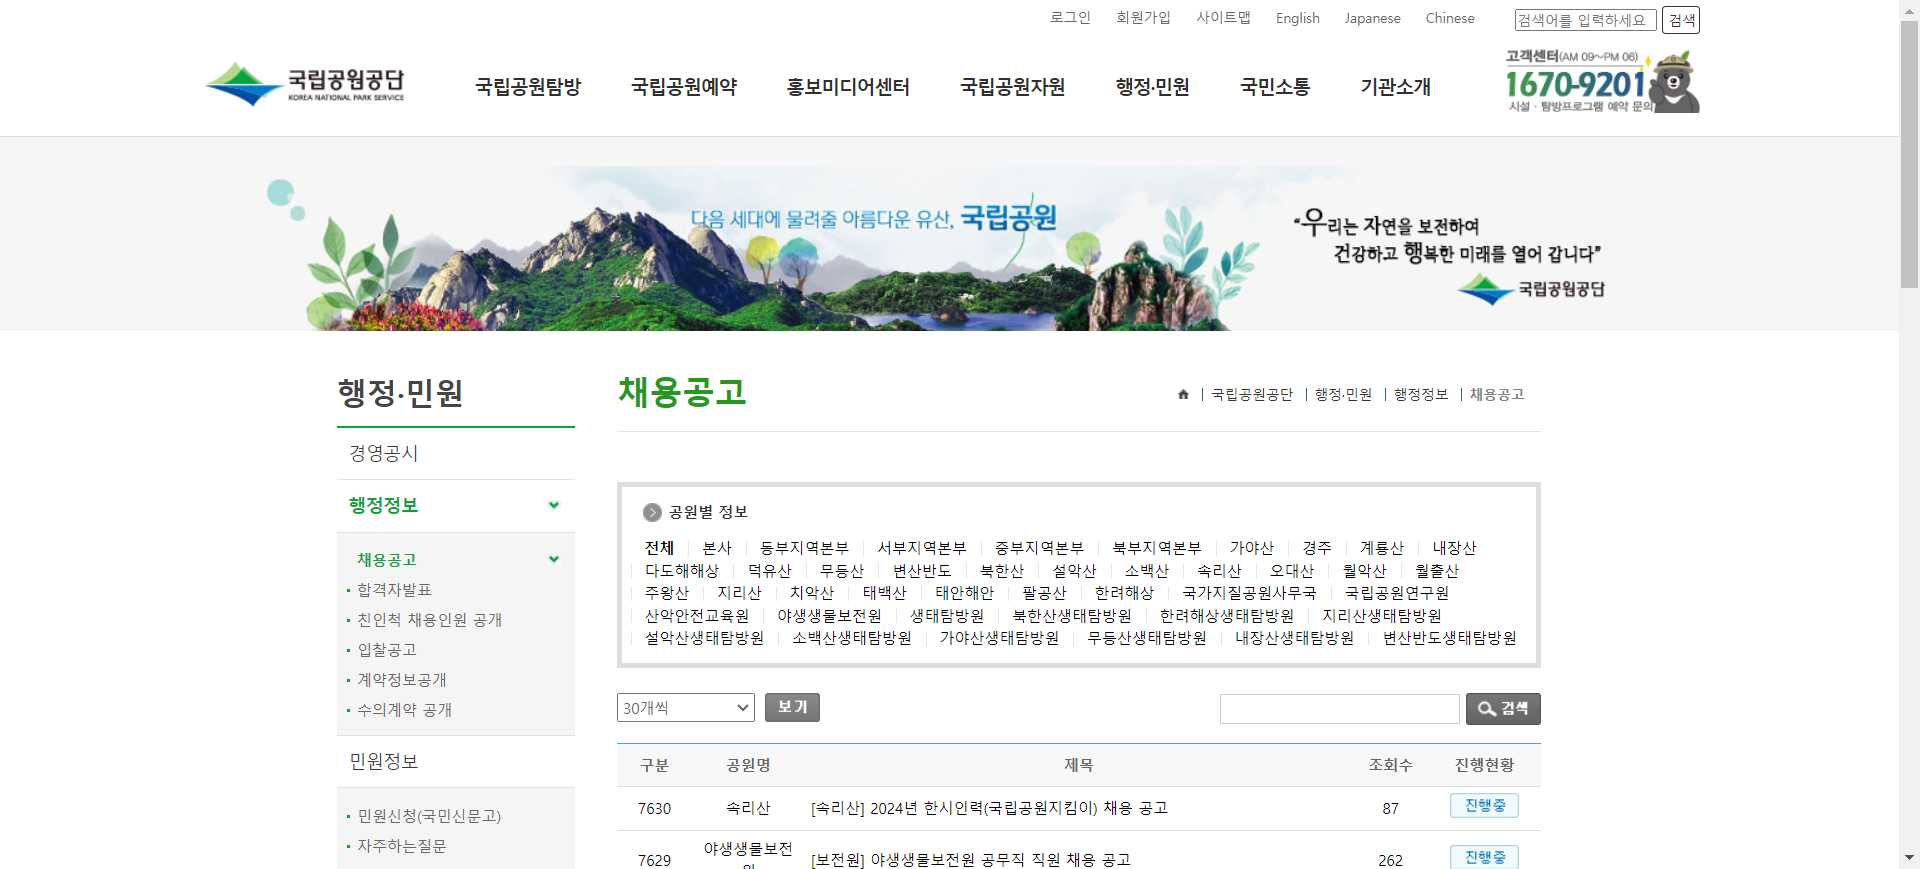 로그인 회원가입 사이트맵 English Japanese Chinese 검색어를 입력하세요 검색
국립공원공단
KOREA NATIONAL PARK SERVICE
국립공원탐방 국립공원예약 홍보미디어센터 국립공원자원 행정·민원 국민소통 기관소개
고객센터(AM 09~PM 06)
1670-9201
시설 · 탐방프로그램 예약 문의
다음 세대에 물려줄 아름다운 유산, 국립공원
“우리는 자연을 보전하여
건강하고 행복한 미래를 열어 갑니다”
국립공원공단
행정·민원
경영공시
행정정보
채용공고
합격자발표
친인척 채용인원 공개
입찰공고
계약정보공개
수의계약 공개
민원정보
민원신청(국민신문고)
자주하는질문
채용공고
국립공원공단 | 행정·민원 | 행정정보 | 채용공고
공원별 정보
전체 본사 동부지역본부 서부지역본부 중부지역본부 북부지역본부 가야산 경주 계룡산 내장산
다도해해상 덕유산 무등산 변산반도 북한산 설악산 소백산 속리산 오대산 월악산 월출산
주왕산 지리산 치악산 태백산 태안해안 팔공산 한려해상 국가지질공원사무국 국립공원연구원
산악안전교육원 야생생물보전원 생태탐방원 북한산생태탐방원 한려해상생태탐방원 지리산생태탐방원
설악산생태탐방원 소백산생태탐방원 가야산생태탐방원 무등산생태탐방원 내장산생태탐방원 변산반도생태탐방원
30개씩 보기 검색
구분 공원명 제목 조회수 진행현황
7630 속리산 [속리산] 2024년 한시인력(국립공원지킴이) 채용 공고 87 진행중
7629 야생생물보전 [보전원] 야생생물보전원 공무직 직원 채용 공고 262 진행중